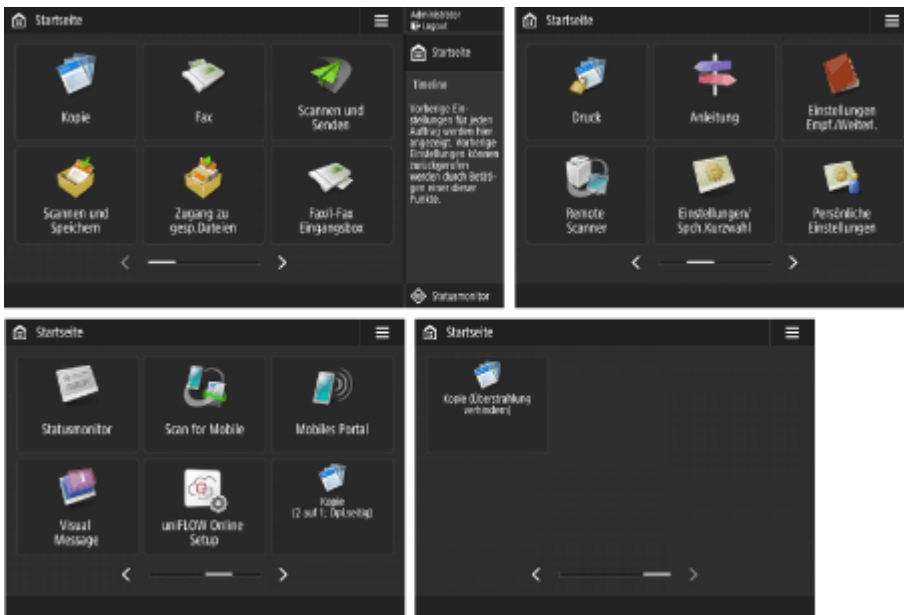 Startseite
Kopie
Fax
Scannen und
Senden
Scannen und
Speichern
Zugang zu
gesp.Dateien
Fax/I-Fax
Eingangsbox
Administrator
Logout
Startseite
Timeline
Vorherige Ein-
stellungen für jeden
Auftrag werden hier
angezeigt. Vorherige
Einstellungen können
zurückgerufen
werden durch Betäti-
gen einer dieser
Punkte.
Statusmonitor
Startseite
Druck
Anleitung
Einstellungen
Empf./Weiterl.
Remote
Scanner
Einstellungen/
Spch.Kurzwahl
Persönliche
Einstellungen
Startseite
Statusmonitor
Scan for Mobile
Mobiles Portal
Visual
Message
uniFLOW Online
Setup
Kopie
(2 auf 1; Dpl.seitig)
Startseite
Kopie (Überstrahlung
verhindern)